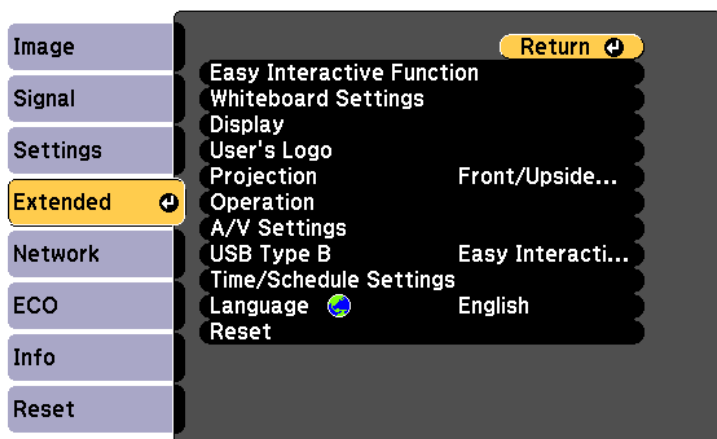 Image
Signal
Settings
Extended
Network
ECO
Info
Reset
Return
Easy Interactive Function
Whiteboard Settings
Display
User's Logo
Projection Front/Upside...
Operation
A/V Settings
USB Type B Easy Interacti...
Time/Schedule Settings
Language English
Reset